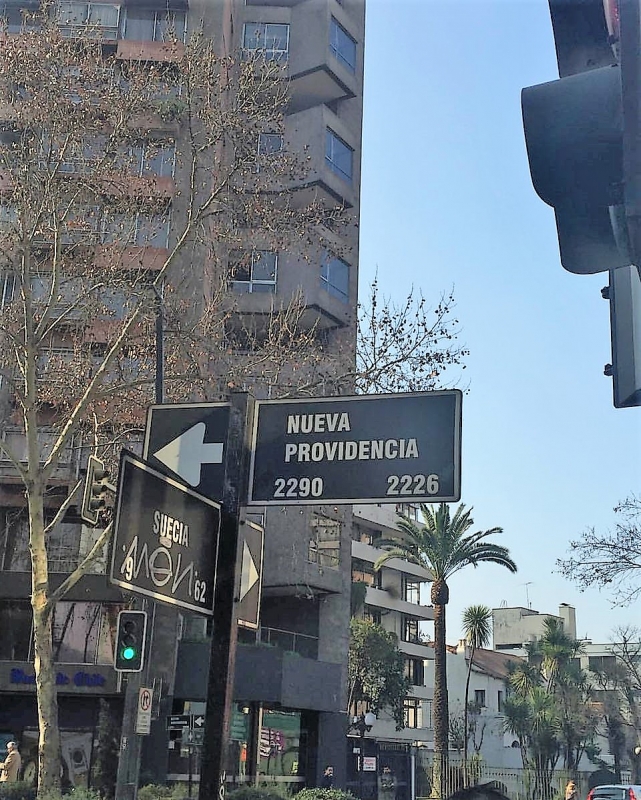 NUEVA
PROVIDENCIA
2290 2226
SUECIA
9 62